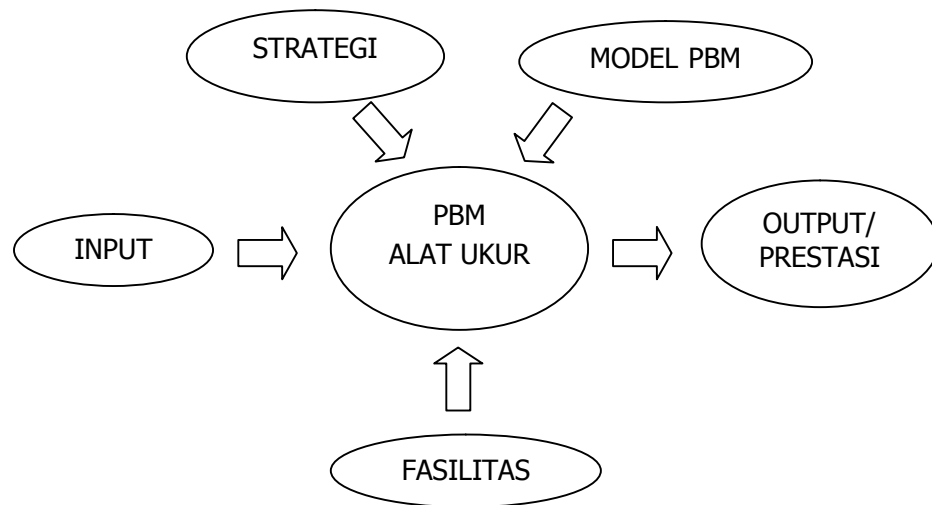 STRATEGI
MODEL PBM
INPUT
PBM
ALAT UKUR
OUTPUT/
PRESTASI
FASILITAS